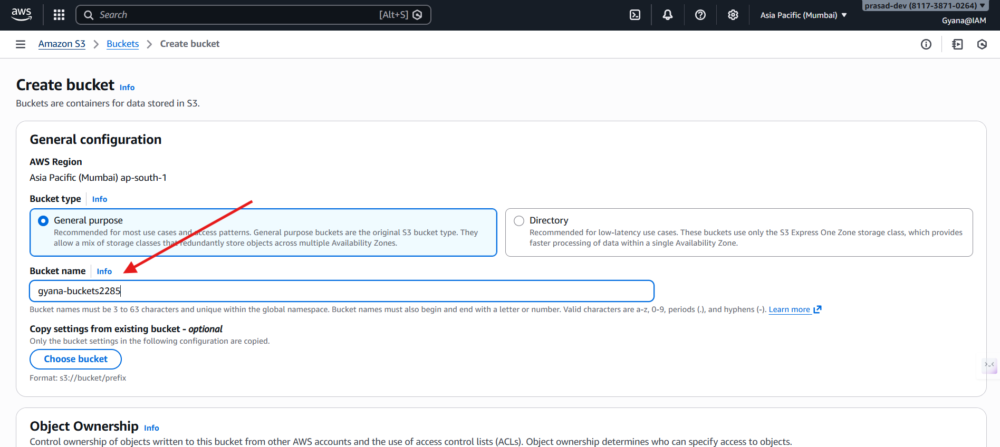 aws
Search [Alt+S]
Asia Pacific (Mumbai)
prasad-dev (8117-3871-0264)
Gyana@IAM
Amazon S3 Buckets Create bucket
Create bucket Info
Buckets are containers for data stored in S3.
General configuration
AWS Region
Asia Pacific (Mumbai) ap-south-1
Bucket type Info
General purpose
Recommended for most use cases and access patterns. General purpose buckets are the original S3 bucket type. They
allow a mix of storage classes that redundantly store objects across multiple Availability Zones.
Directory
Recommended for low-latency use cases. These buckets use only the S3 Express One Zone storage class, which provides
faster processing of data within a single Availability Zone.
Bucket name Info
gyana-buckets2285
Bucket names must be 3 to 63 characters and unique within the global namespace. Bucket names must also begin and end with a letter or number. Valid characters are a-z, 0-9, periods (.), and hyphens (-). Learn more
Copy settings from existing bucket - optional
Only the bucket settings in the following configuration are copied.
Choose bucket
Format: s3://bucket/prefix
Object Ownership Info
Control ownership of objects written to this bucket from other AWS accounts and the use of access control lists (ACLs). Object ownership determines who can specify access to objects.